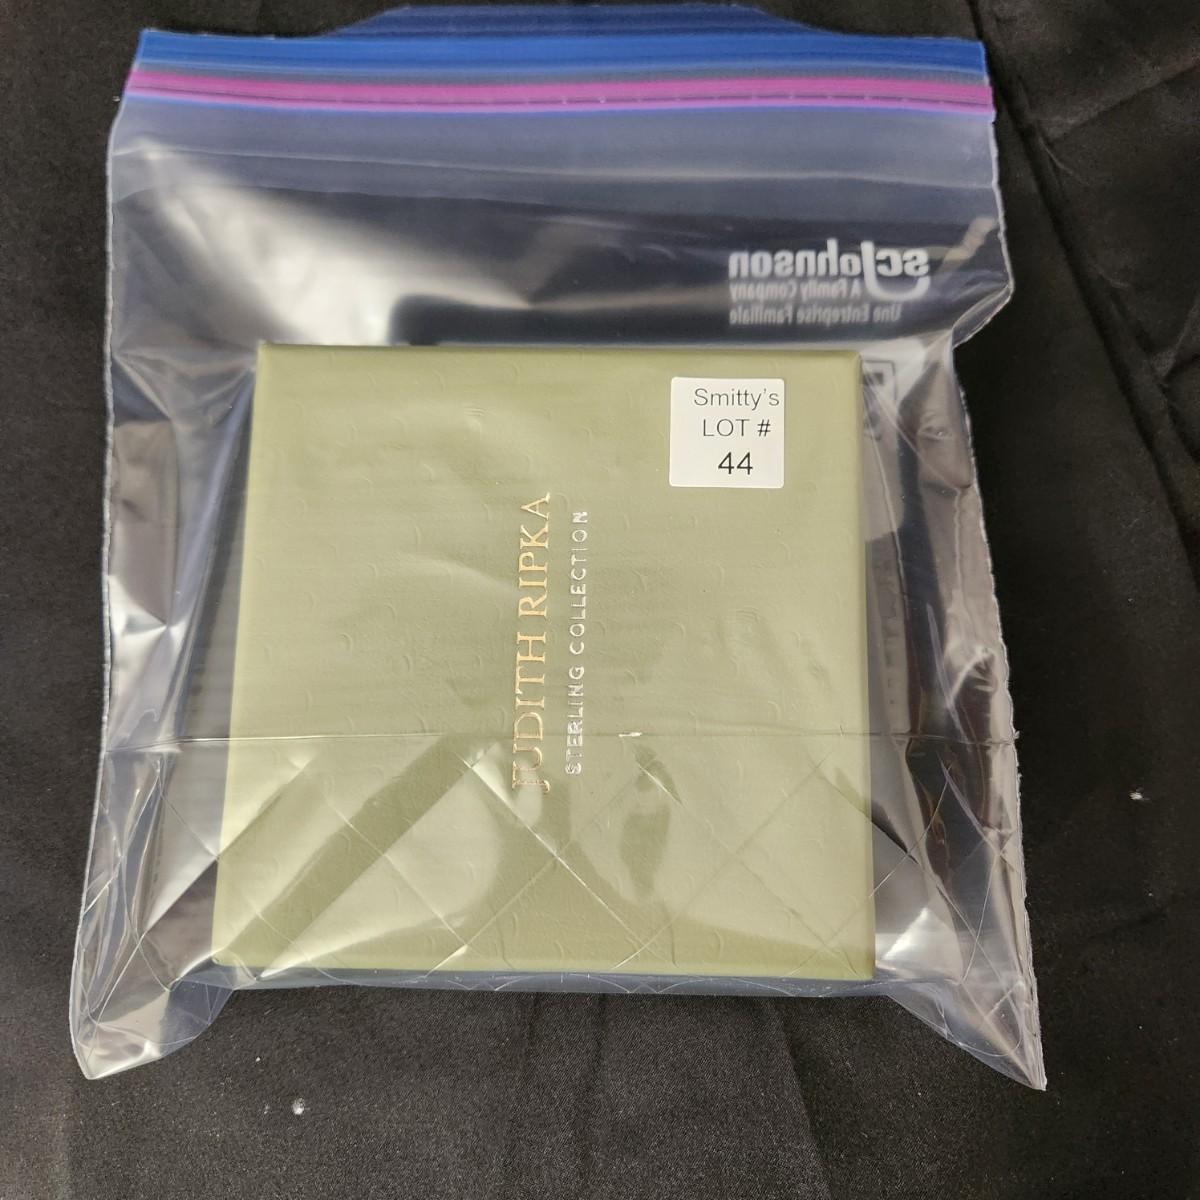 scJohnson
A Family Company
Une Entreprise Familiale
Smitty's
LOT #
44
JUDITH RIPKA
STERLING COLLECTION